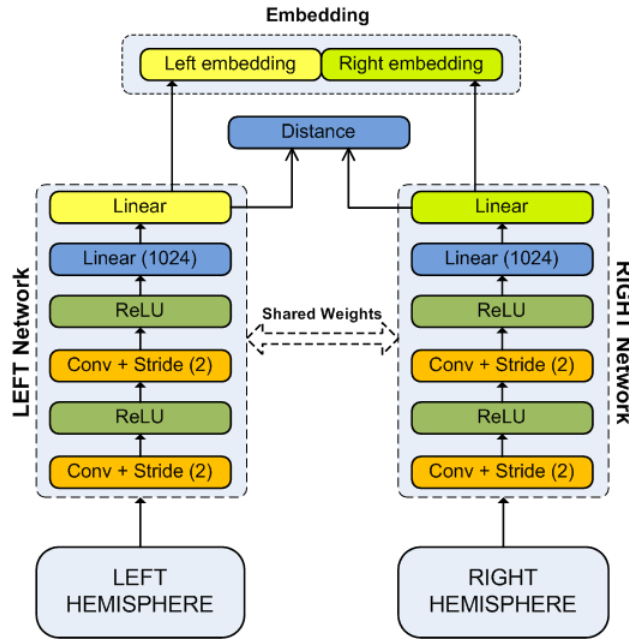 Embedding
Left embedding
Right embedding
Distance
Linear
Linear (1024)
ReLU
Conv + Stride (2)
ReLU
Conv + Stride (2)
LEFT Network
LEFT
HEMISPHERE
Shared Weights
Linear
Linear (1024)
ReLU
Conv + Stride (2)
ReLU
Conv + Stride (2)
RIGHT Network
RIGHT
HEMISPHERE